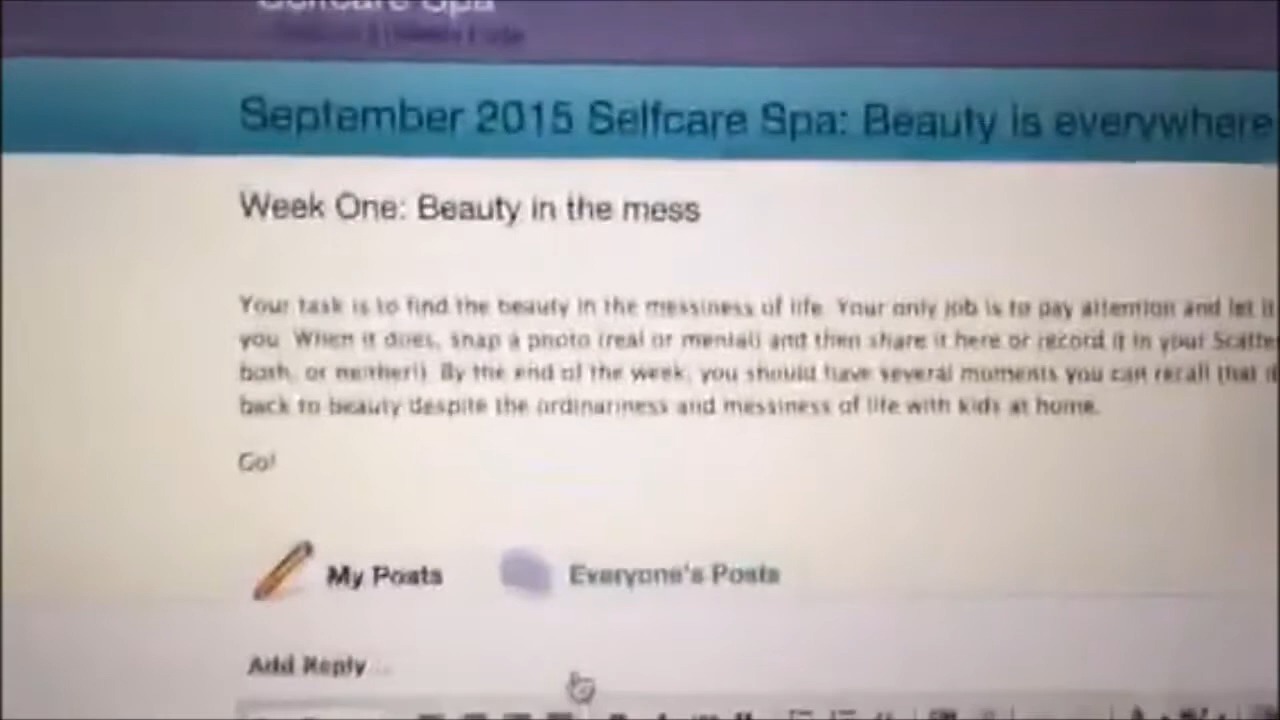 Selfcare Spa
September 2015 Selfcare Spa: Beauty is everywhere
Week One: Beauty in the mess
Your task is to find the beauty in the messiness of life. Your only job is to pay attention and let it
you. When it does, snap a photo (real or mental) and then share it here or record it in your
both, or neither!). By the end of the week, you should have several moments you can recall that
back to beauty despite the ordinariness and messiness of life with kids at home.
Go!
My Posts
Everyone's Posts
Add Reply